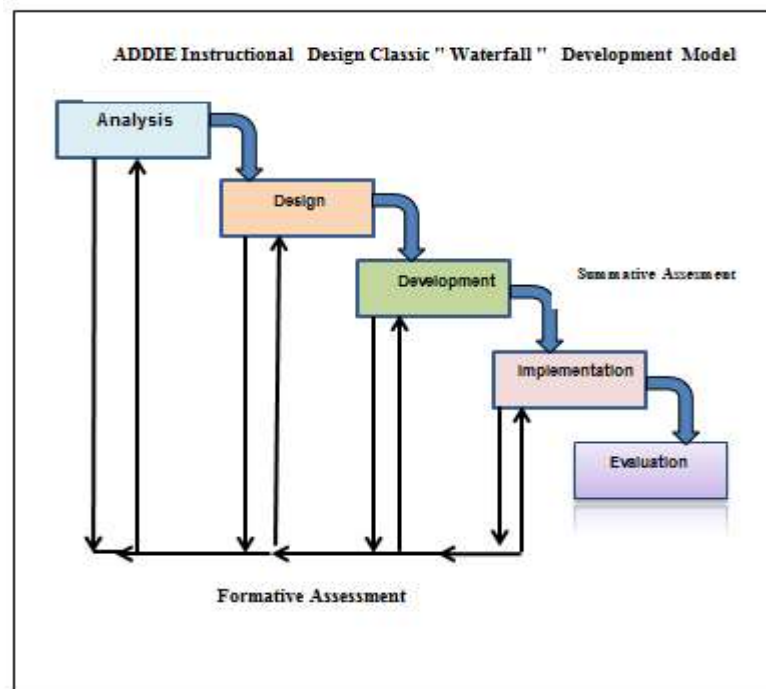 ADDIE Instructional Design Classic " Waterfall " Development Model
Analysis
Design
Development
Summative Assesment
Implementation
Evaluation
Formative Assessment